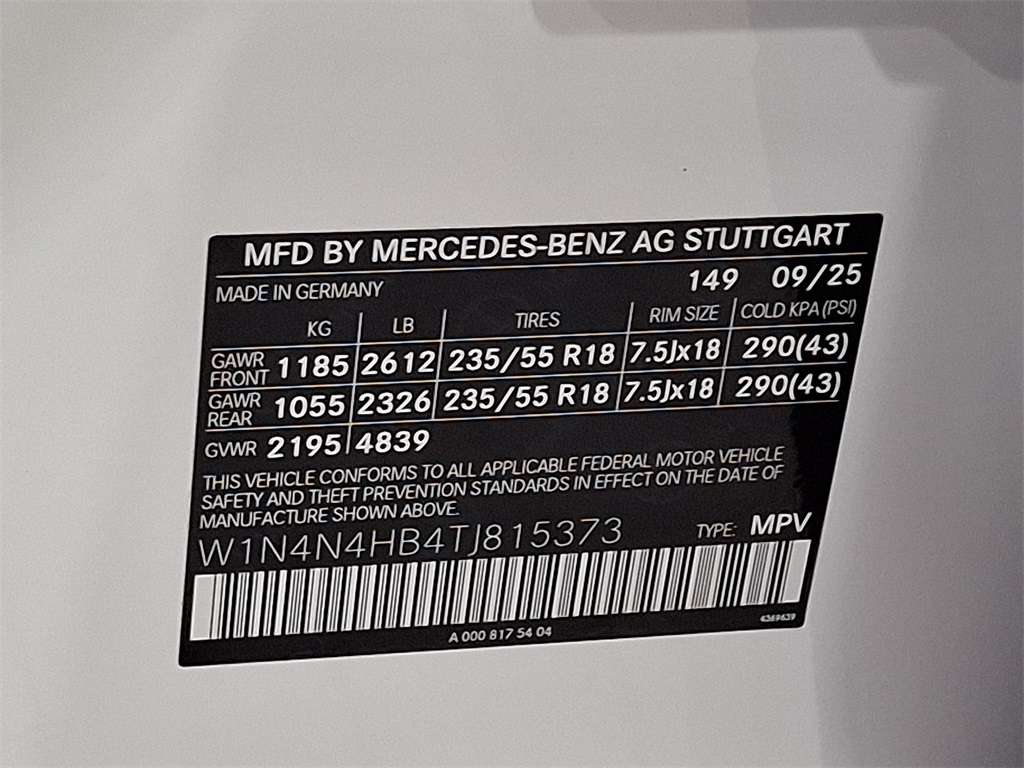 MFD BY MERCEDES-BENZ AG STUTTGART
MADE IN GERMANY 149 09/25
KG LB TIRES RIM SIZE COLD KPA (PSI)
GAWR FRONT 1185 2612 235/55 R18 7.5Jx18 290(43)
GAWR REAR 1055 2326 235/55 R18 7.5Jx18 290(43)
GVWR 2195 4839
THIS VEHICLE CONFORMS TO ALL APPLICABLE FEDERAL MOTOR VEHICLE
SAFETY AND THEFT PREVENTION STANDARDS IN EFFECT ON THE DATE OF
MANUFACTURE SHOWN ABOVE.
W1N4N4HB4TJ815373 TYPE: MPV
A 000 817 54 04
4369639